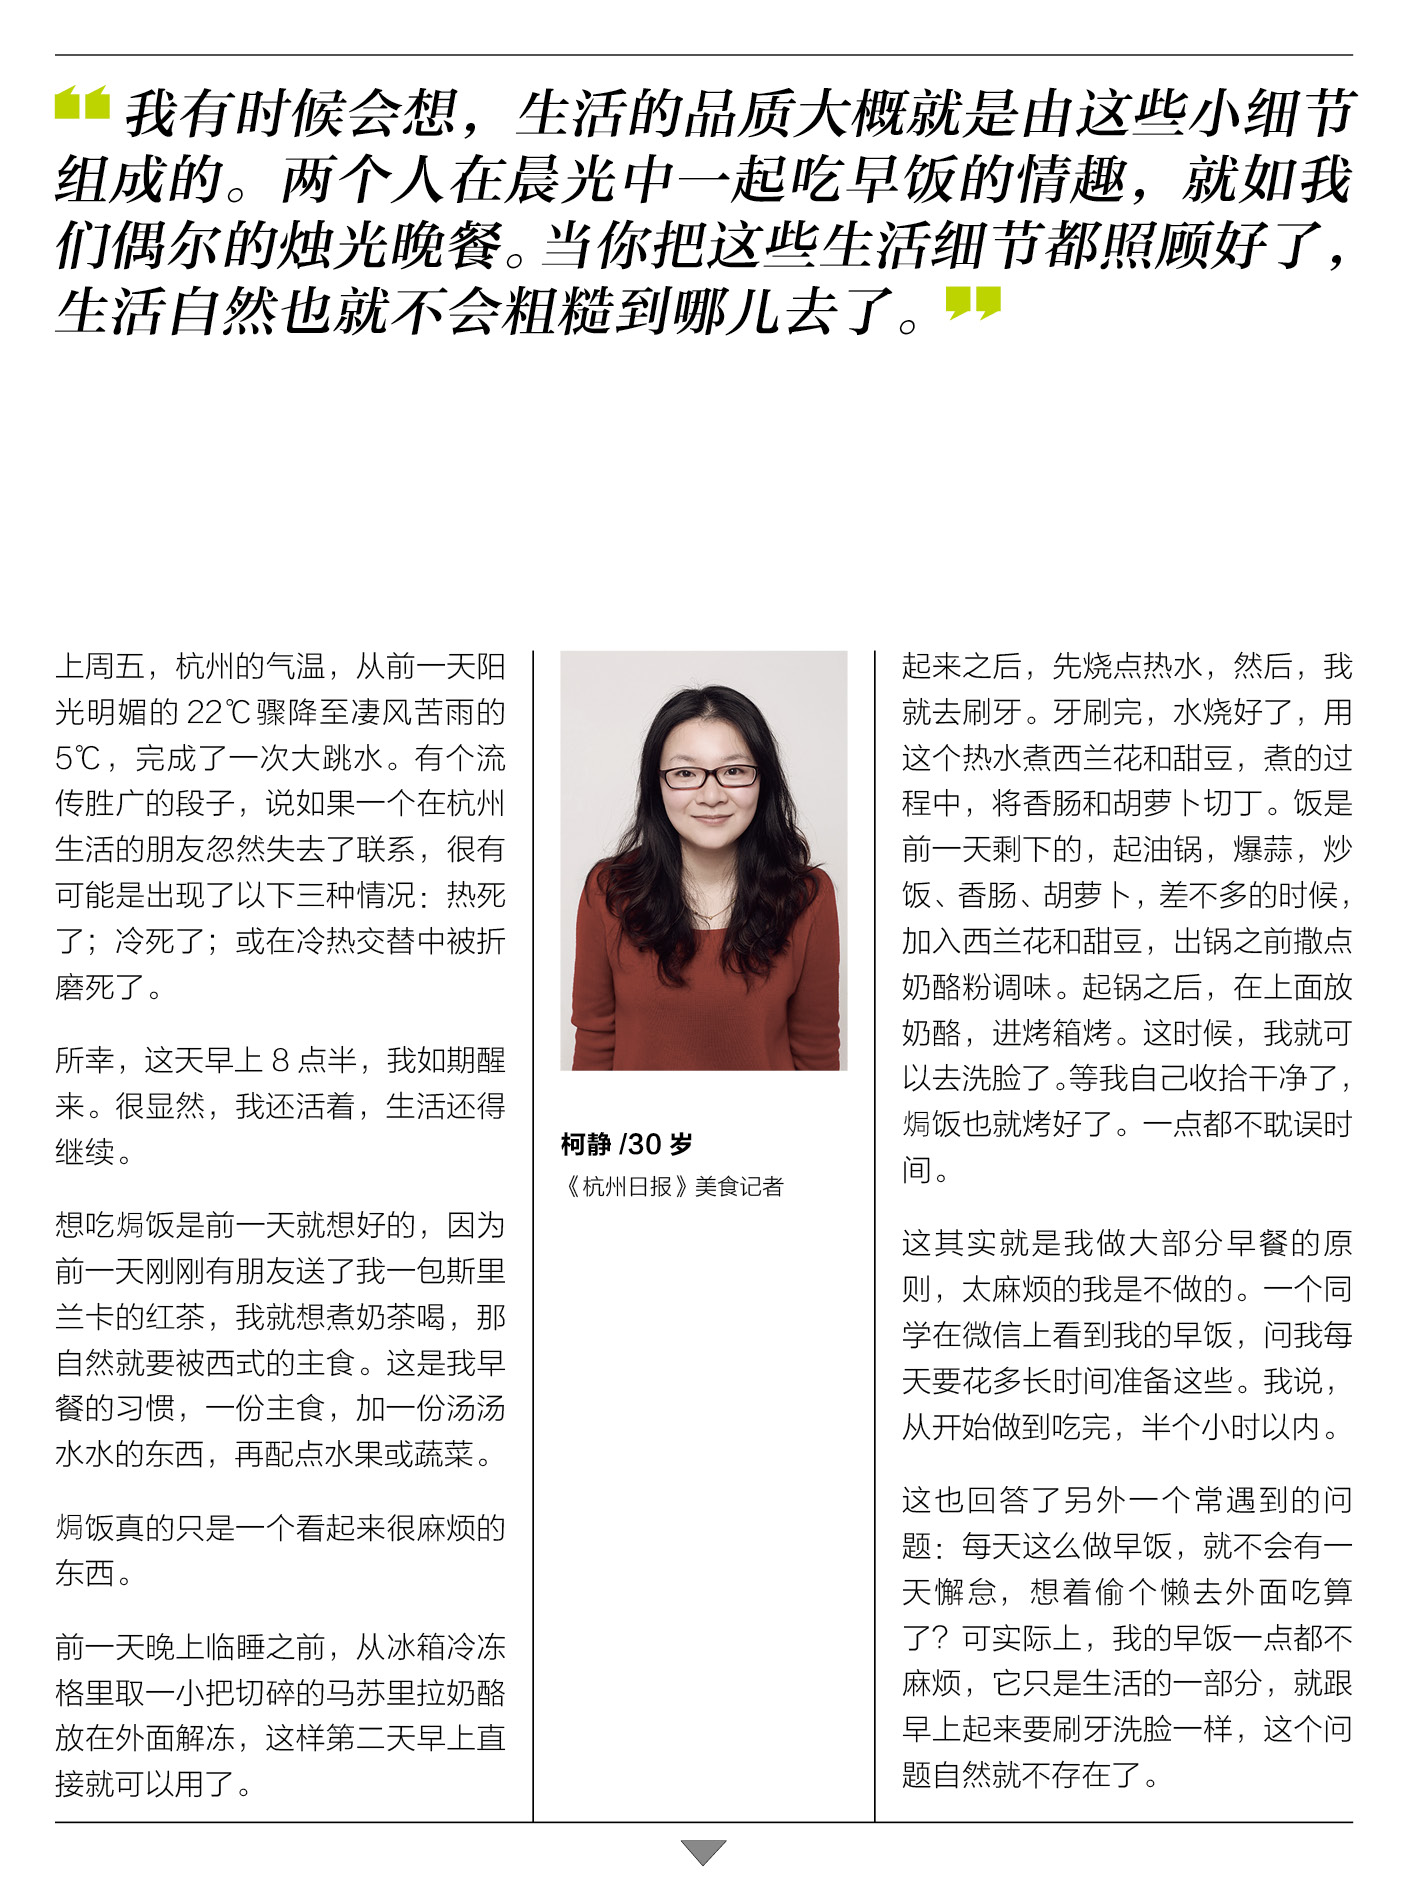 “我有时候会想，生活的品质大概就是由这些小细节
组成的。两个人在晨光中一起吃早饭的情趣，就如我
们偶尔的烛光晚餐。当你把这些生活细节都照顾好了，
生活自然也就不会粗糙到哪儿去了。”
上周五，杭州的气温，从前一天阳
光明媚的 22℃骤降至凄风苦雨的
5℃，完成了一次大跳水。有个流
传胜广的段子，说如果一个在杭州
生活的朋友忽然失去了联系，很有
可能是出现了以下三种情况：热死
了；冷死了；或在冷热交替中被折
磨死了。
所幸，这天早上 8 点半，我如期醒
来。很显然，我还活着，生活还得
继续。
想吃焗饭是前一天就想好的，因为
前一天刚刚有朋友送了我一包斯里
兰卡的红茶，我就想煮奶茶喝，那
自然就要被西式的主食。这是我早
餐的习惯，一份主食，加一份汤汤
水水的东西，再配点水果或蔬菜。
焗饭真的只是一个看起来很麻烦的
东西。
前一天晚上临睡之前，从冰箱冷冻
格里取一小把切碎的马苏里拉奶酪
放在外面解冻，这样第二天早上直
接就可以用了。
柯静 /30 岁
《杭州日报》美食记者
起来之后，先烧点热水，然后，我
就去刷牙。牙刷完，水烧好了，用
这个热水煮西兰花和甜豆，煮的过
程中，将香肠和胡萝卜切丁。饭是
前一天剩下的，起油锅，爆蒜，炒
饭、香肠、胡萝卜，差不多的时候，
加入西兰花和甜豆，出锅之前撒点
奶酪粉调味。起锅之后，在上面放
奶酪，进烤箱烤。这时候，我就可
以去洗脸了。等我自己收拾干净了，
焗饭也就烤好了。一点都不耽误时
间。
这其实就是我做大部分早餐的原
则，太麻烦的我是不做的。一个同
学在微信上看到我的早饭，问我每
天要花多长时间准备这些。我说，
从开始做到吃完，半个小时以内。
这也回答了另外一个常遇到的问
题：每天这么做早饭，就不会有一
天懈怠，想着偷个懒去外面吃算
了？可实际上，我的早饭一点都不
麻烦，它只是生活的一部分，就跟
早上起来要刷牙洗脸一样，这个问
题自然就不存在了。